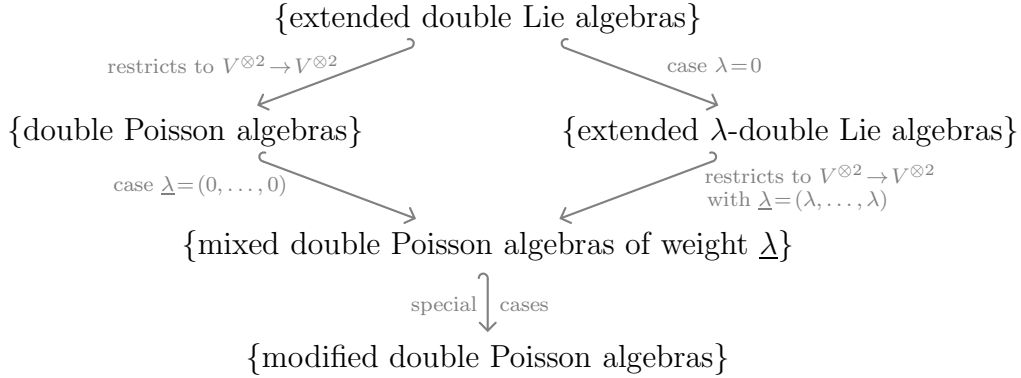 {extended double Lie algebras}
restricts to V^{⊗2}→V^{⊗2}
case λ=0
{double Poisson algebras}
{extended λ-double Lie algebras}
case λ̲=(0,…,0)
restricts to V^{⊗2}→V^{⊗2}
with λ̲=(λ,…,λ)
{mixed double Poisson algebras of weight λ̲}
special cases
{modified double Poisson algebras}